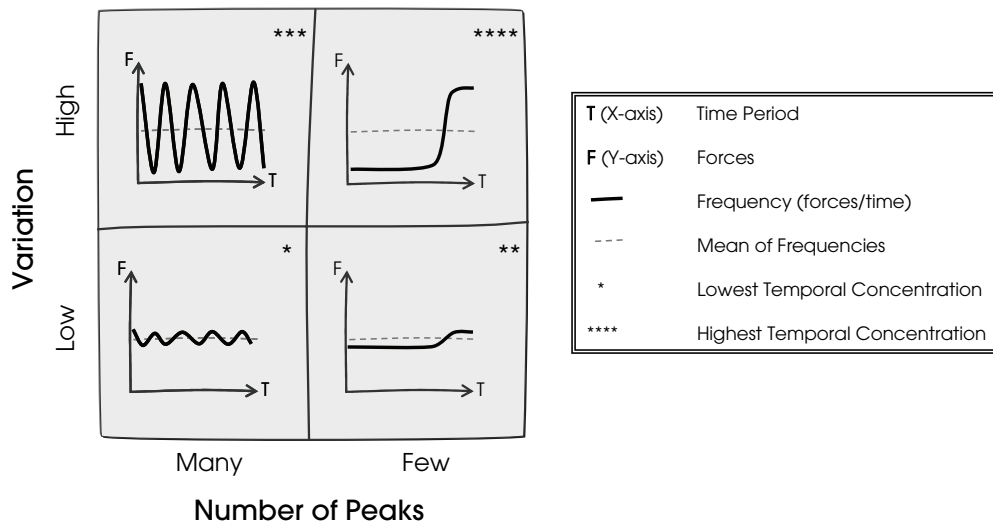 ***
****
F
F
T
T
High
*
**
F
F
T
T
Low
Variation
Many
Few
Number of Peaks
T (X-axis) Time Period
F (Y-axis) Forces
Frequency (forces/time)
Mean of Frequencies
* Lowest Temporal Concentration
**** Highest Temporal Concentration